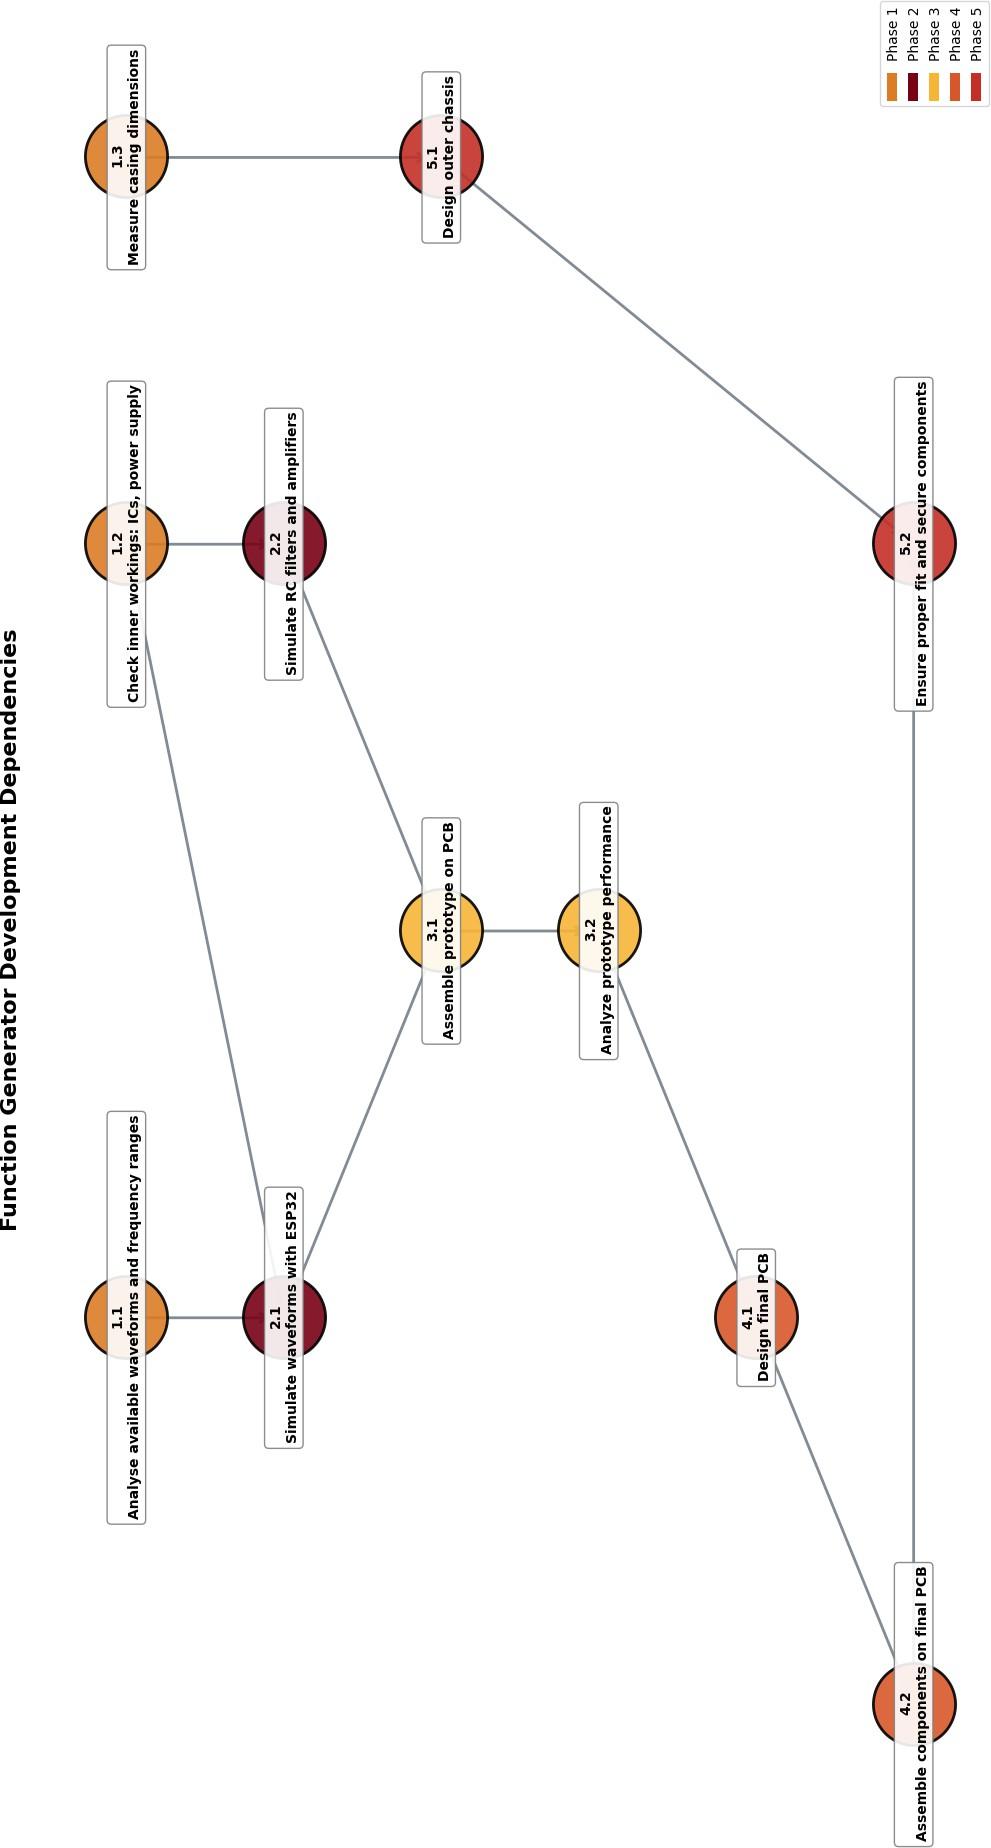 Function Generator Development Dependencies
1.1
Analyse available waveforms and frequency ranges
1.2
Check inner workings: ICs, power supply
1.3
Measure casing dimensions
2.1
Simulate waveforms with ESP32
2.2
Simulate RC filters and amplifiers
3.1
Assemble prototype on PCB
5.1
Design outer chassis
3.2
Analyze prototype performance
4.1
Design final PCB
4.2
Assemble components on final PCB
5.2
Ensure proper fit and secure components
Phase 1
Phase 2
Phase 3
Phase 4
Phase 5